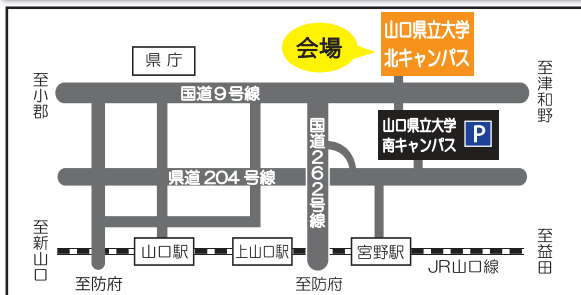 山口県立大学
北キャンパス
会場
県庁
至小郡
国道9号線
至津和野
山口県立大学
南キャンパス
P
国道262号線
県道204号線
至新山口
山口駅
上山口駅
宮野駅
至益田
JR山口線
至防府
至防府